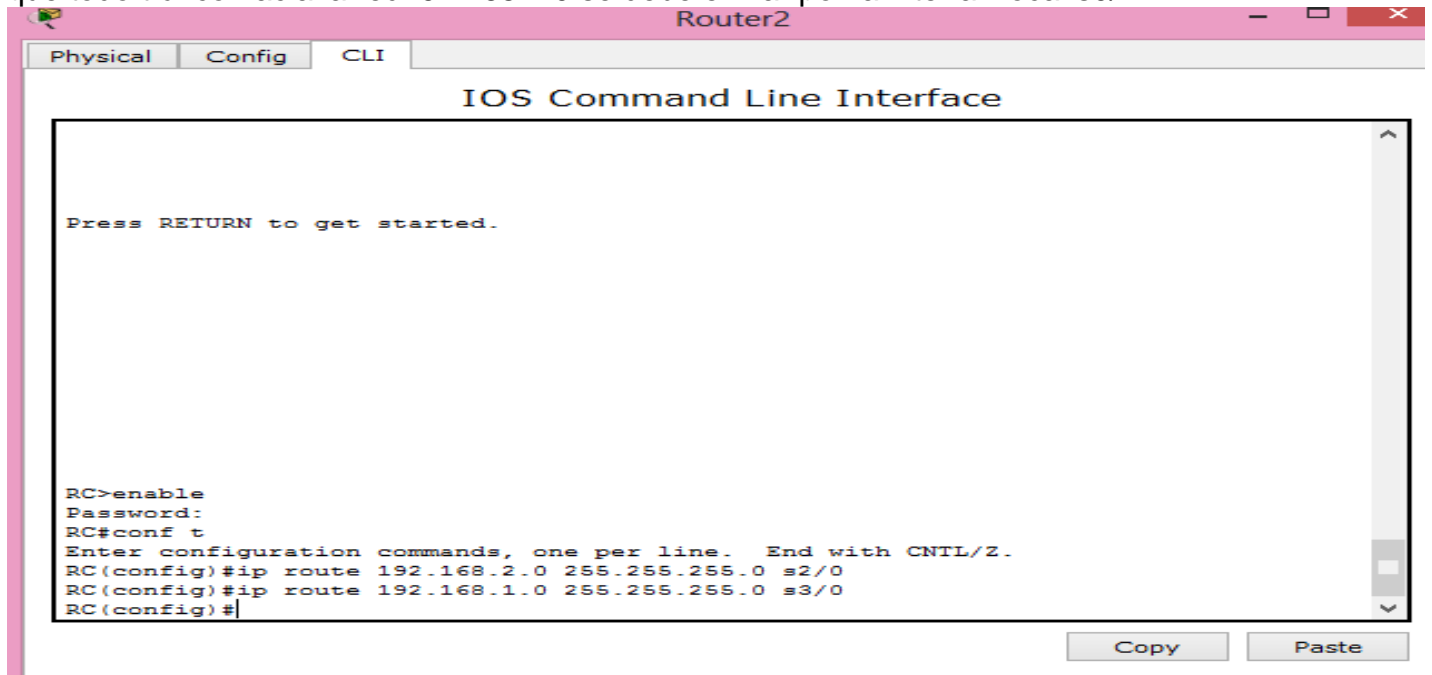 Router2
Physical Config CLI
IOS Command Line Interface
Press RETURN to get started.
RC>enable
Password:
RC#conf t
Enter configuration commands, one per line.  End with CNTL/Z.
RC(config)#ip route 192.168.2.0 255.255.255.0 s2/0
RC(config)#ip route 192.168.1.0 255.255.255.0 s3/0
RC(config)#
Copy Paste